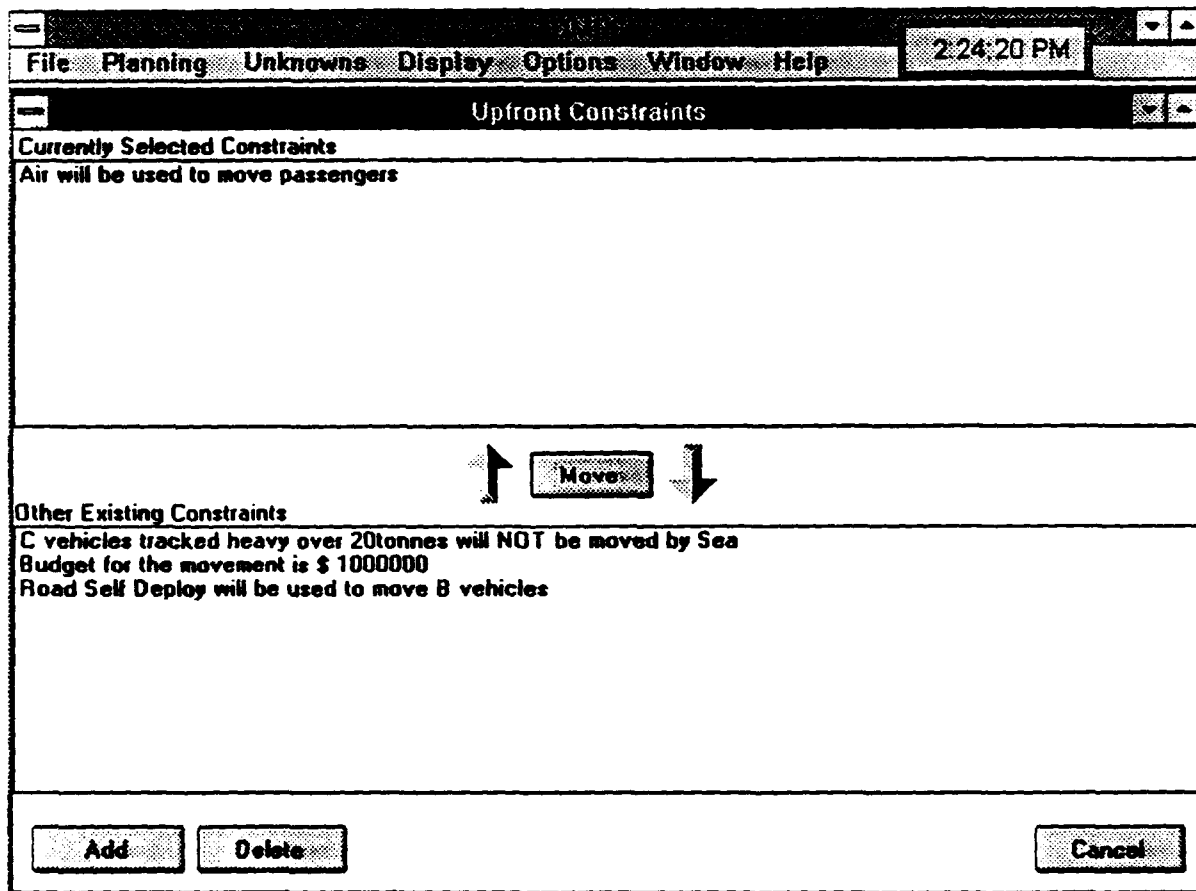 2:24:20 PM
File Planning Unknowns Display Options Window Help
Upfront Constraints
Currently Selected Constraints
Air will be used to move passengers
Move
Other Existing Constraints
C vehicles tracked heavy over 20tonnes will NOT be moved by Sea
Budget for the movement is $ 1000000
Road Self Deploy will be used to move B vehicles
Add Delete Cancel